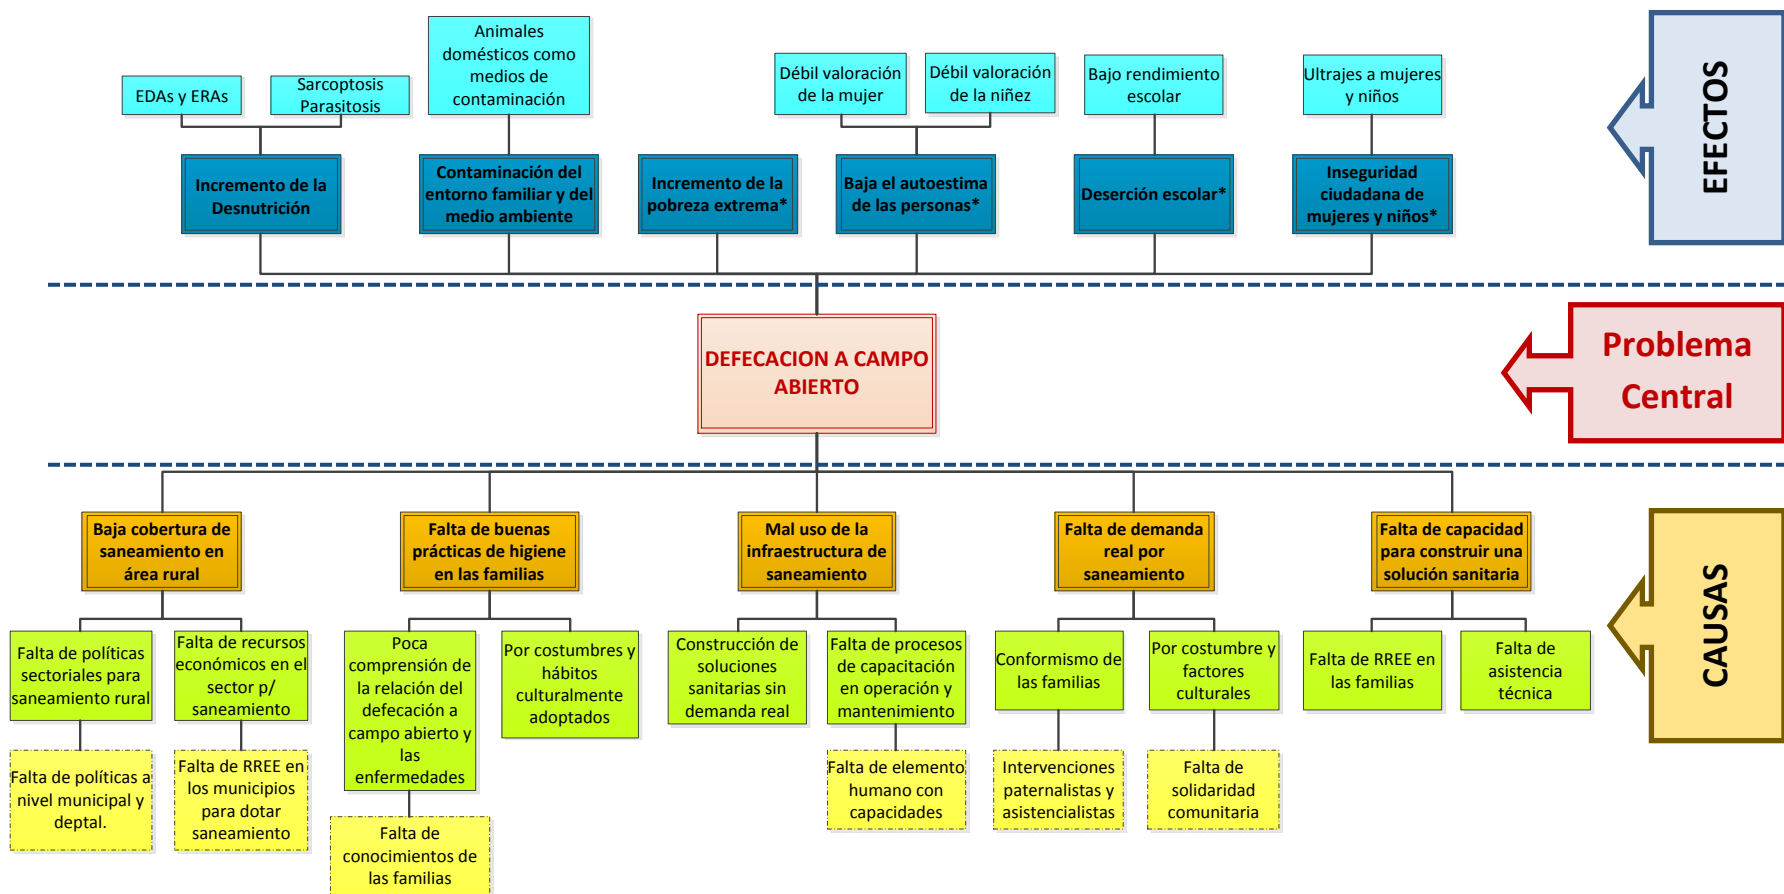 Animales
domésticos como
medios de
contaminación
EDAs y ERAs
Sarcoptosis
Parasitosis
Débil valoración
de la mujer
Débil valoración
de la niñez
Bajo rendimiento
escolar
Ultrajes a mujeres
y niños
EFECTOS
Incremento de la
Desnutrición
Contaminación del
entorno familiar y del
medio ambiente
Incremento de la
pobreza extrema*
Baja el autoestima
de las personas*
Deserción escolar*
Inseguridad
ciudadana de
mujeres y niños*
DEFECACION A CAMPO
ABIERTO
Problema
Central
Baja cobertura de
saneamiento en
área rural
Falta de buenas
prácticas de higiene
en las familias
Mal uso de la
infraestructura de
saneamiento
Falta de demanda
real por
saneamiento
Falta de capacidad
para construir una
solución sanitaria
CAUSAS
Falta de políticas
sectoriales para
saneamiento rural
Falta de recursos
económicos en el
sector p/
saneamiento
Poca
comprensión de
la relación del
defecación a
campo abierto y
las
enfermedades
Por costumbres y
hábitos
culturalmente
adoptados
Construcción de
soluciones
sanitarias sin
demanda real
Falta de procesos
de capacitación
en operación y
mantenimiento
Conformismo de
las familias
Por costumbre y
factores
culturales
Falta de RREE en
las familias
Falta de
asistencia
técnica
Falta de políticas a
nivel municipal y
deptal.
Falta de RREE en
los municipios
para dotar
saneamiento
Falta de
conocimientos de
las familias
Falta de elemento
humano con
capacidades
Intervenciones
paternalistas y
asistencialistas
Falta de
solidaridad
comunitaria